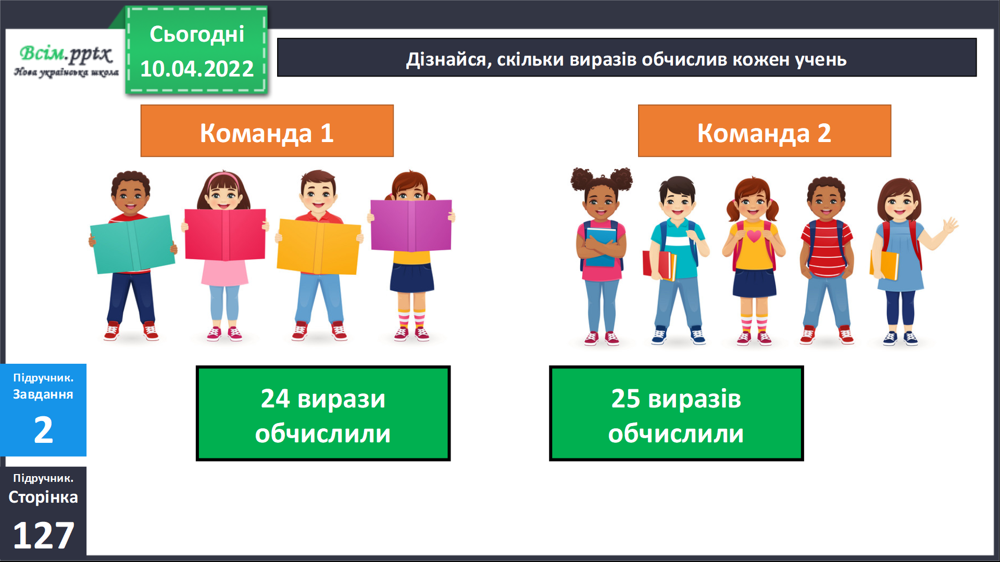 Всім.pptx
Нова українська школа
Сьогодні
10.04.2022
Дізнайся, скільки виразів обчислив кожен учень
Команда 1
Команда 2
24 вирази
обчислили
25 виразів
обчислили
Підручник.
Завдання
2
Підручник.
Сторінка
127